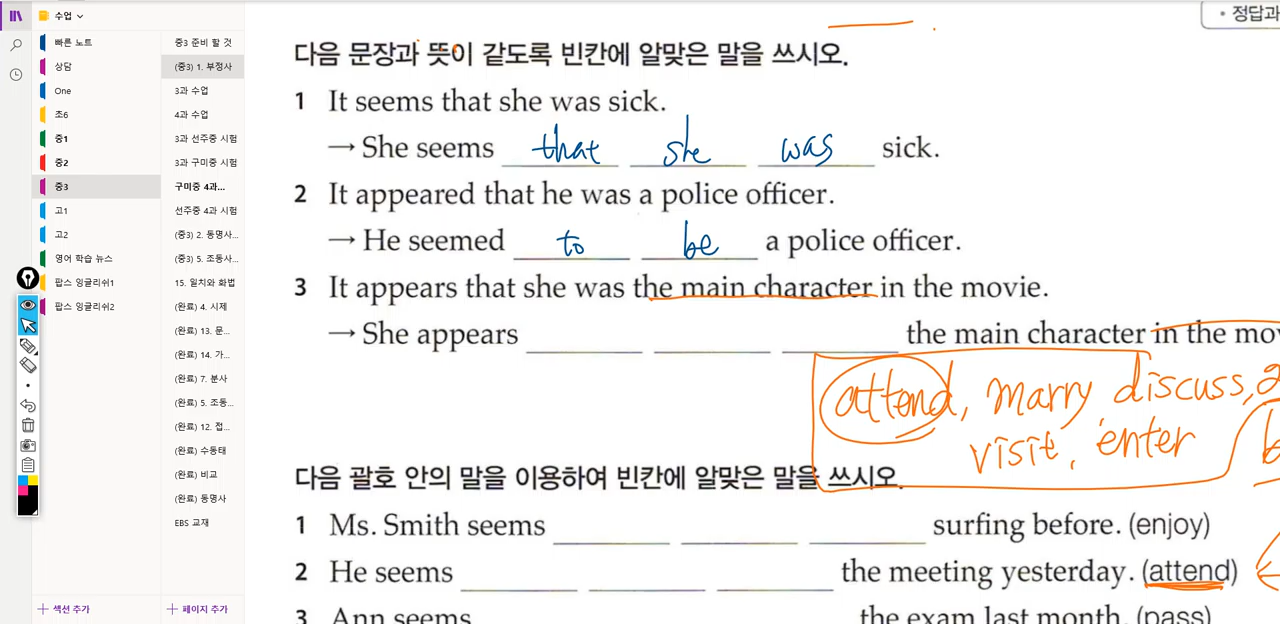 수업
빠른 노트
상담
One
초6
중1
중2
중3
고1
고2
영어 학습 뉴스
팝스 잉글리쉬1
팝스 잉글리쉬2
섹션 추가
중3 준비 할 것
(중3) 1. 부정사
3과 수업
4과 수업
3과 선주중 시험
3과 구미중 시험
구미중 4과...
선주중 4과 시험
(중3) 2. 동명사...
(중3) 5. 조동사...
15. 일치와 화법
(완료) 4. 시제
(완료) 13. 문...
(완료) 14. 가...
(완료) 7. 분사
(완료) 5. 조동...
(완료) 12. 접...
(완료) 수동태
(완료) 비교
(완료) 동명사
EBS 교재
페이지 추가
• 정답과
다음 문장과 뜻이 같도록 빈칸에 알맞은 말을 쓰시오.
1 It seems that she was sick.
→ She seems that she was sick.
2 It appeared that he was a police officer.
→ He seemed to be a police officer.
3 It appears that she was the main character in the movie.
→ She appears the main character in the mov
attend, marry discuss,
visit, enter
다음 괄호 안의 말을 이용하여 빈칸에 알맞은 말을 쓰시오.
1 Ms. Smith seems surfing before. (enjoy)
2 He seems the meeting yesterday. (attend)
3 Ann seems the exam last month. (pass)